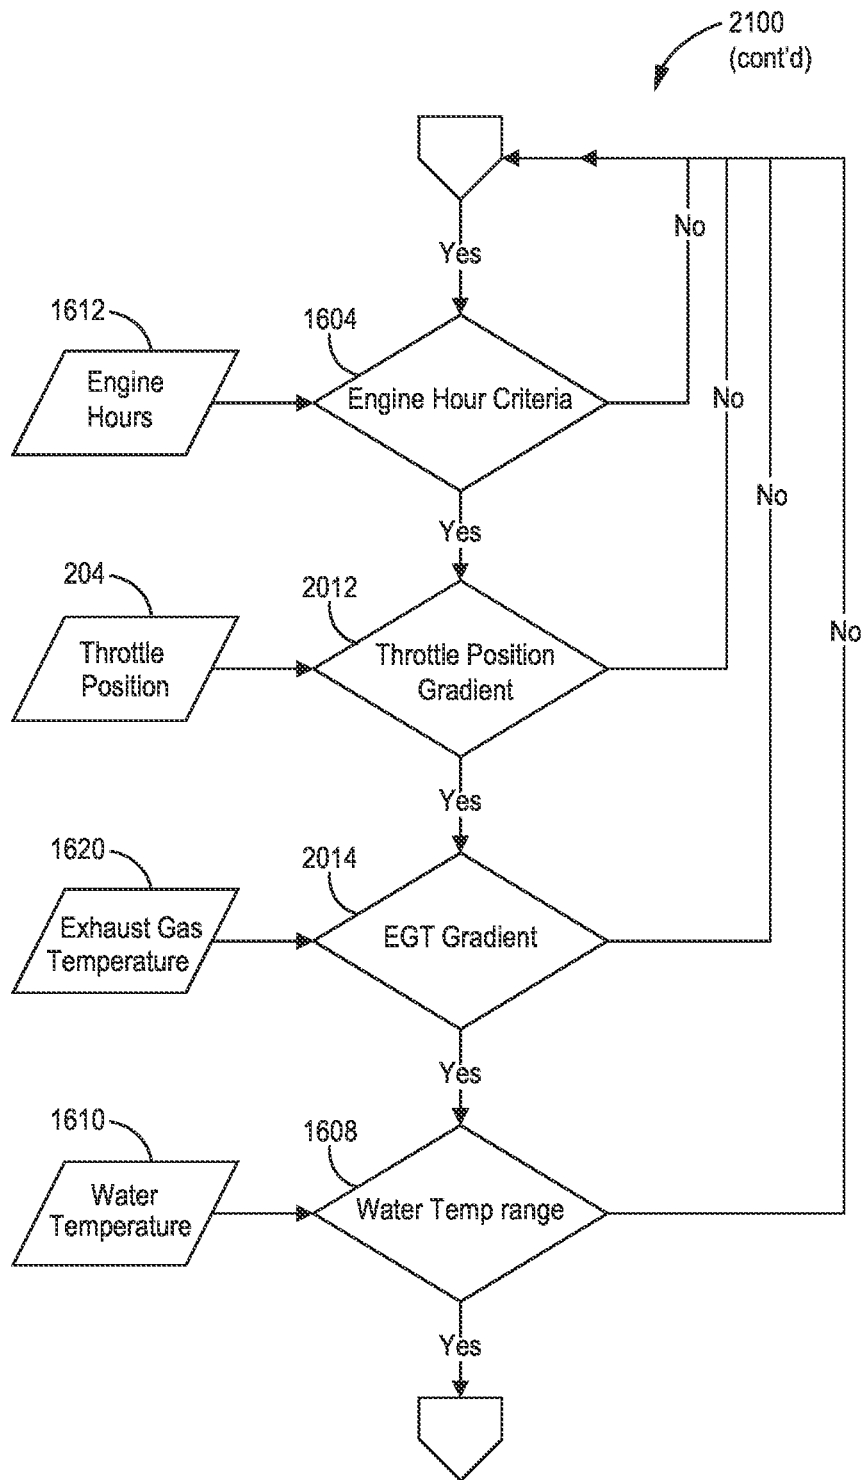 2100
(cont'd)
Yes
No
1612
1604
Engine
Hours
Engine Hour Criteria
No
No
Yes
204
2012
Throttle
Position
Throttle Position
Gradient
No
Yes
1620
2014
Exhaust Gas
Temperature
EGT Gradient
Yes
1610
1608
Water
Temperature
Water Temp range
Yes